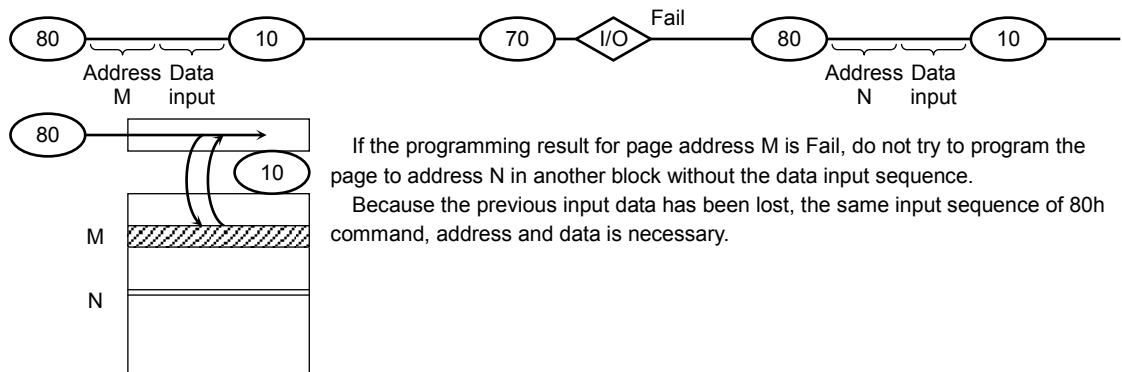 Fail
80 10 70 I/O 80 10
Address Data Address Data
M input N input
80
10
If the programming result for page address M is Fail, do not try to program the
page to address N in another block without the data input sequence.
Because the previous input data has been lost, the same input sequence of 80h
command, address and data is necessary.
M
N